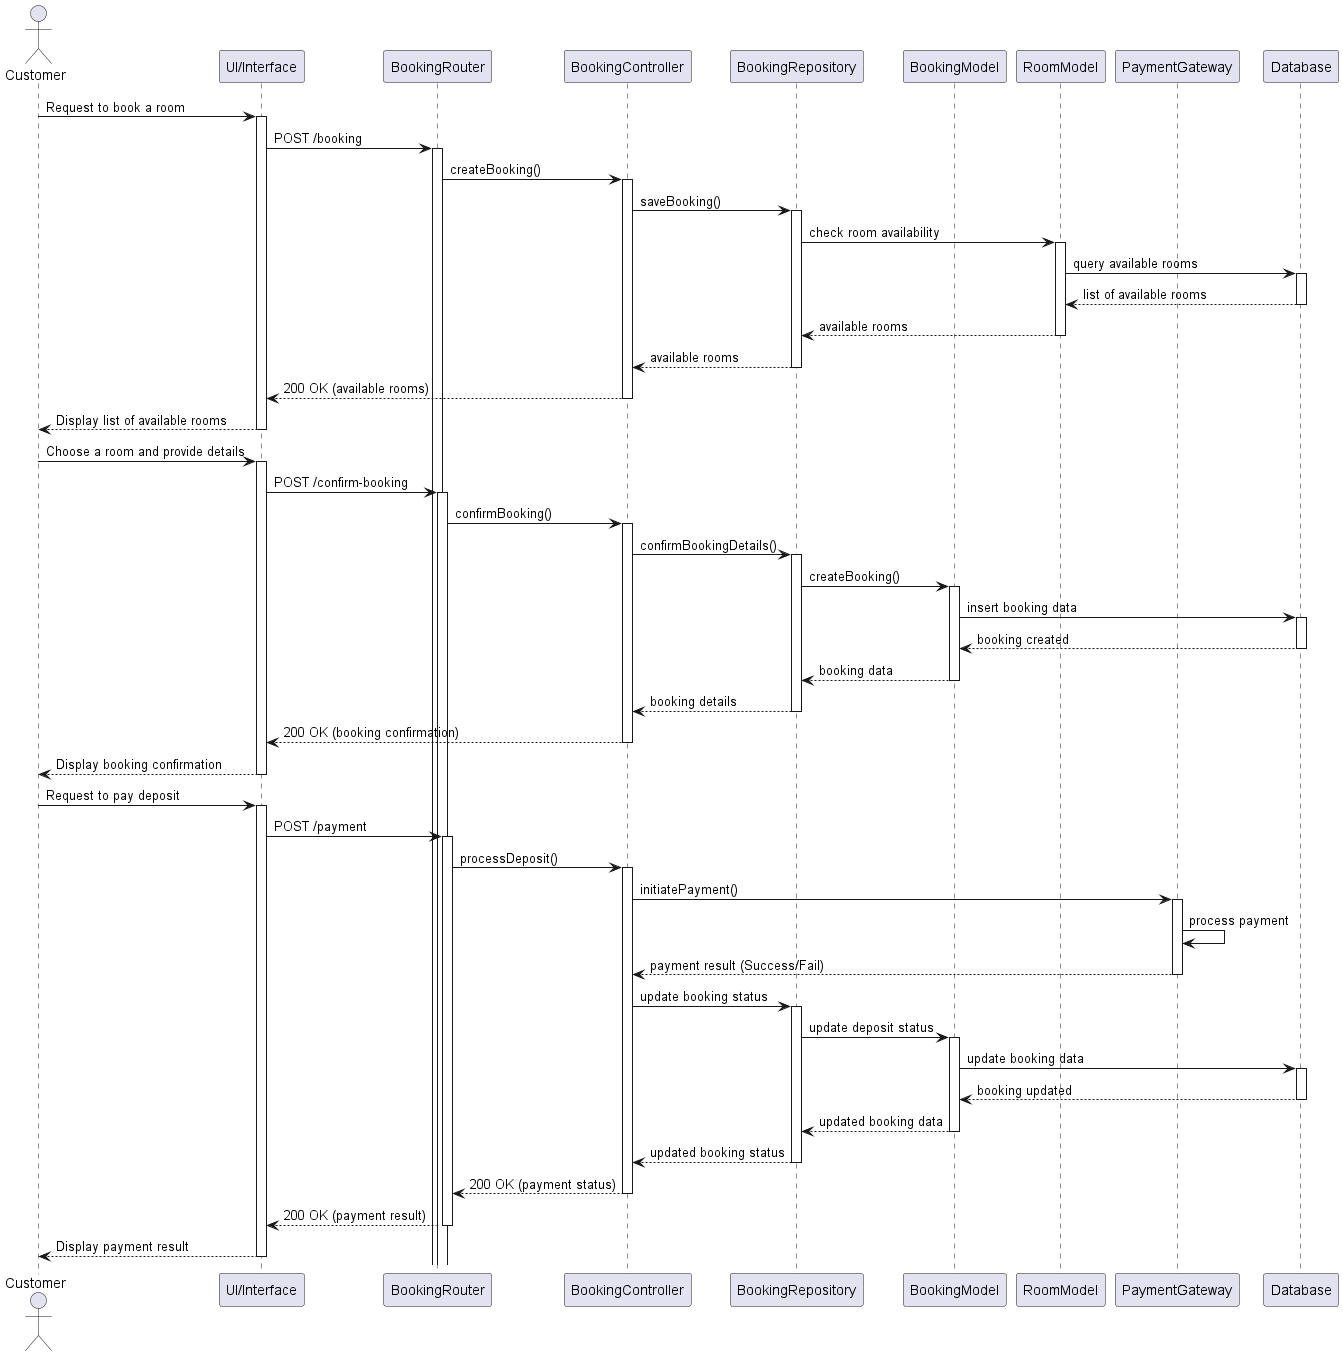 Customer
UI/Interface
BookingRouter
BookingController
BookingRepository
BookingModel
RoomModel
PaymentGateway
Database
Request to book a room
POST /booking
createBooking()
saveBooking()
check room availability
query available rooms
list of available rooms
available rooms
available rooms
200 OK (available rooms)
Display list of available rooms
Choose a room and provide details
POST /confirm-booking
confirmBooking()
confirmBookingDetails()
createBooking()
insert booking data
booking created
booking data
booking details
200 OK (booking confirmation)
Display booking confirmation
Request to pay deposit
POST /payment
processDeposit()
initiatePayment()
process payment
payment result (Success/Fail)
update booking status
update deposit status
update booking data
booking updated
updated booking data
updated booking status
200 OK (payment status)
200 OK (payment result)
Display payment result
Customer
UI/Interface
BookingRouter
BookingController
BookingRepository
BookingModel
RoomModel
PaymentGateway
Database